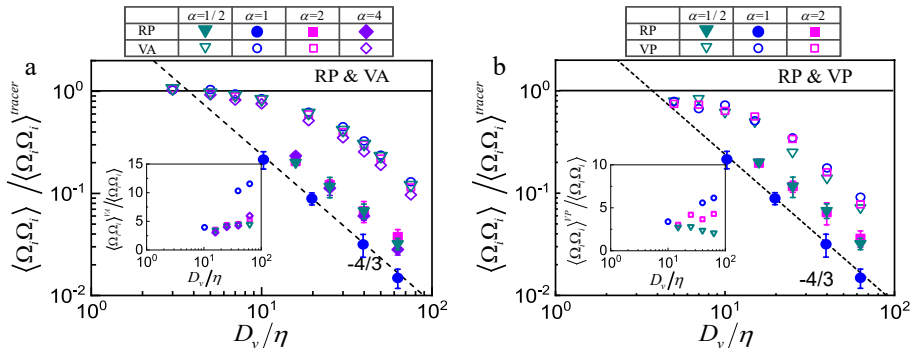 α=1/2 α=1 α=2 α=4
RP
VA
α=1/2 α=1 α=2
RP
VP
a
RP & VA
⟨Ω_iΩ_i⟩ / ⟨Ω_iΩ_i⟩^tracer
10^0
10^-1
10^-2
10^0 10^1 10^2
D_v/η
-4/3
⟨Ω_iΩ_i⟩^VA/⟨Ω_iΩ_i⟩
15
10
5
0
10^0 10^1 10^2
D_v/η
b
RP & VP
⟨Ω_iΩ_i⟩ / ⟨Ω_iΩ_i⟩^tracer
10^0
10^-1
10^-2
10^0 10^1 10^2
D_v/η
-4/3
⟨Ω_iΩ_i⟩^VP/⟨Ω_iΩ_i⟩
10
5
0
10^0 10^1 10^2
D_v/η